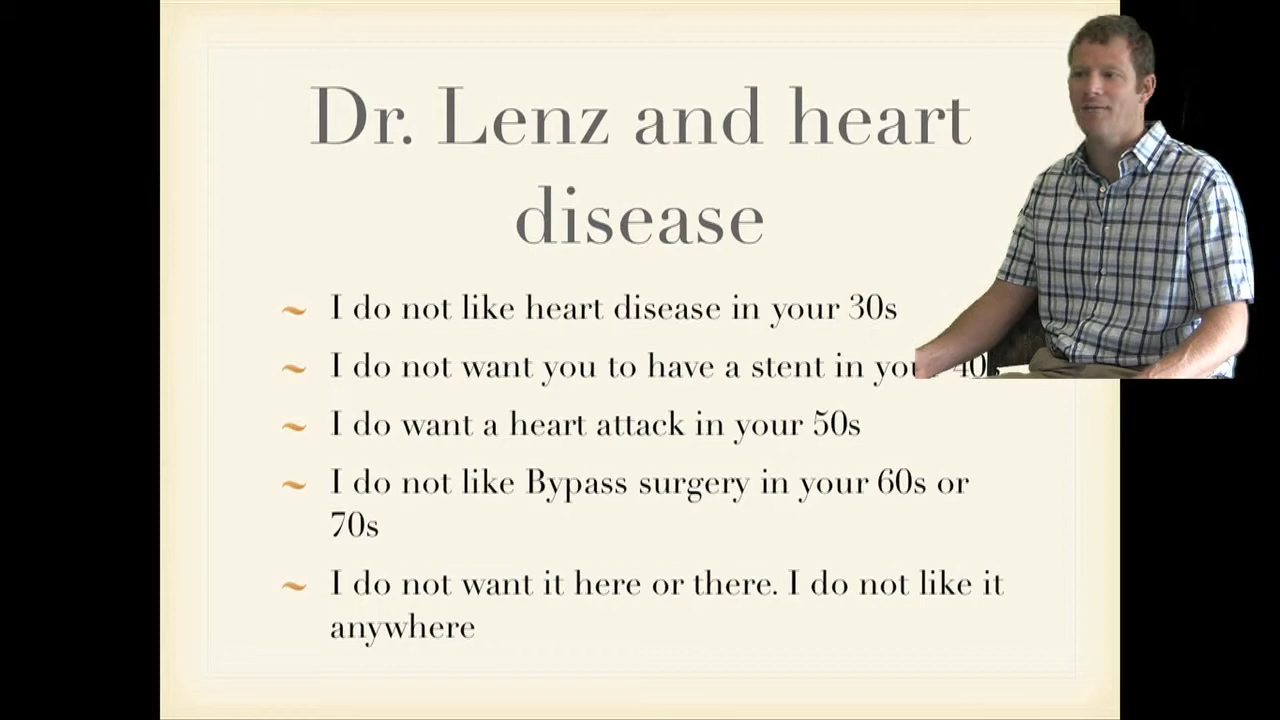 Dr. Lenz and heart
disease
~ I do not like heart disease in your 30s
~ I do not want you to have a stent in your 40s
~ I do want a heart attack in your 50s
~ I do not like Bypass surgery in your 60s or
70s
~ I do not want it here or there. I do not like it
anywhere